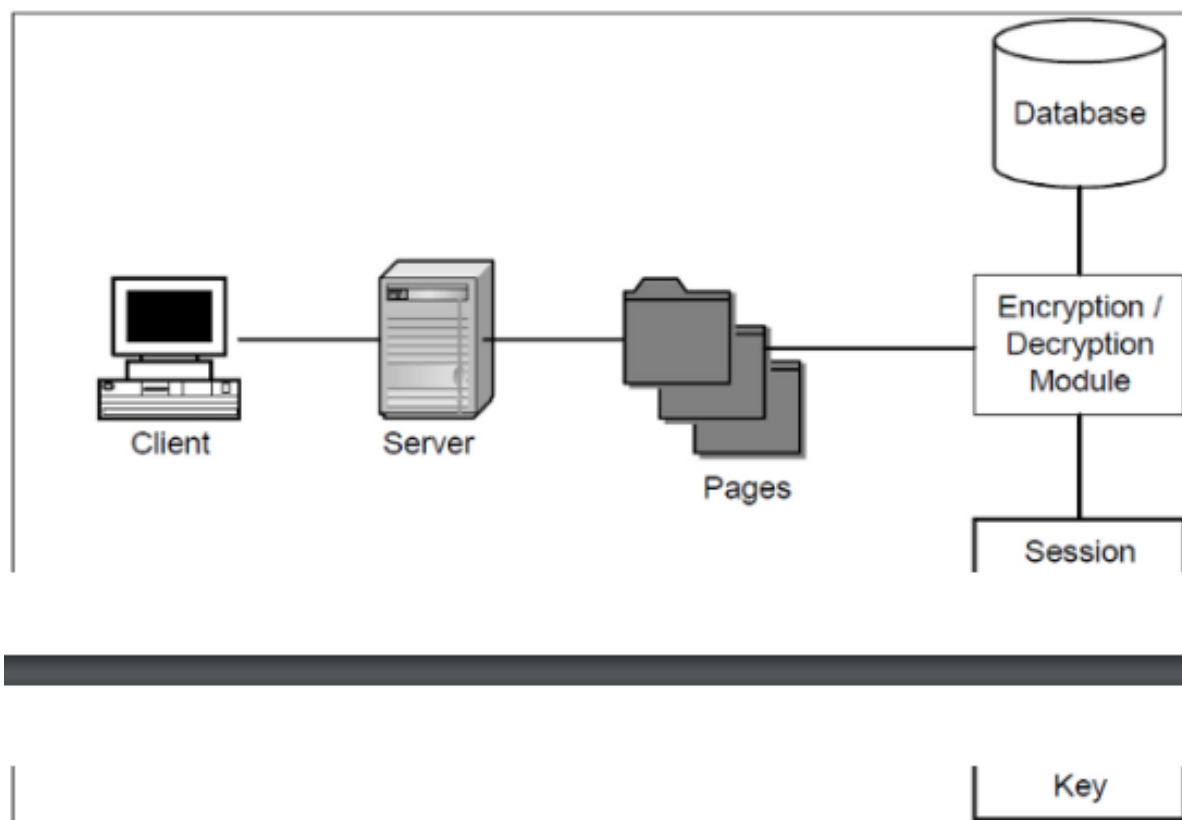 Database
Encryption /
Decryption
Module
Client
Server
Pages
Session
Key